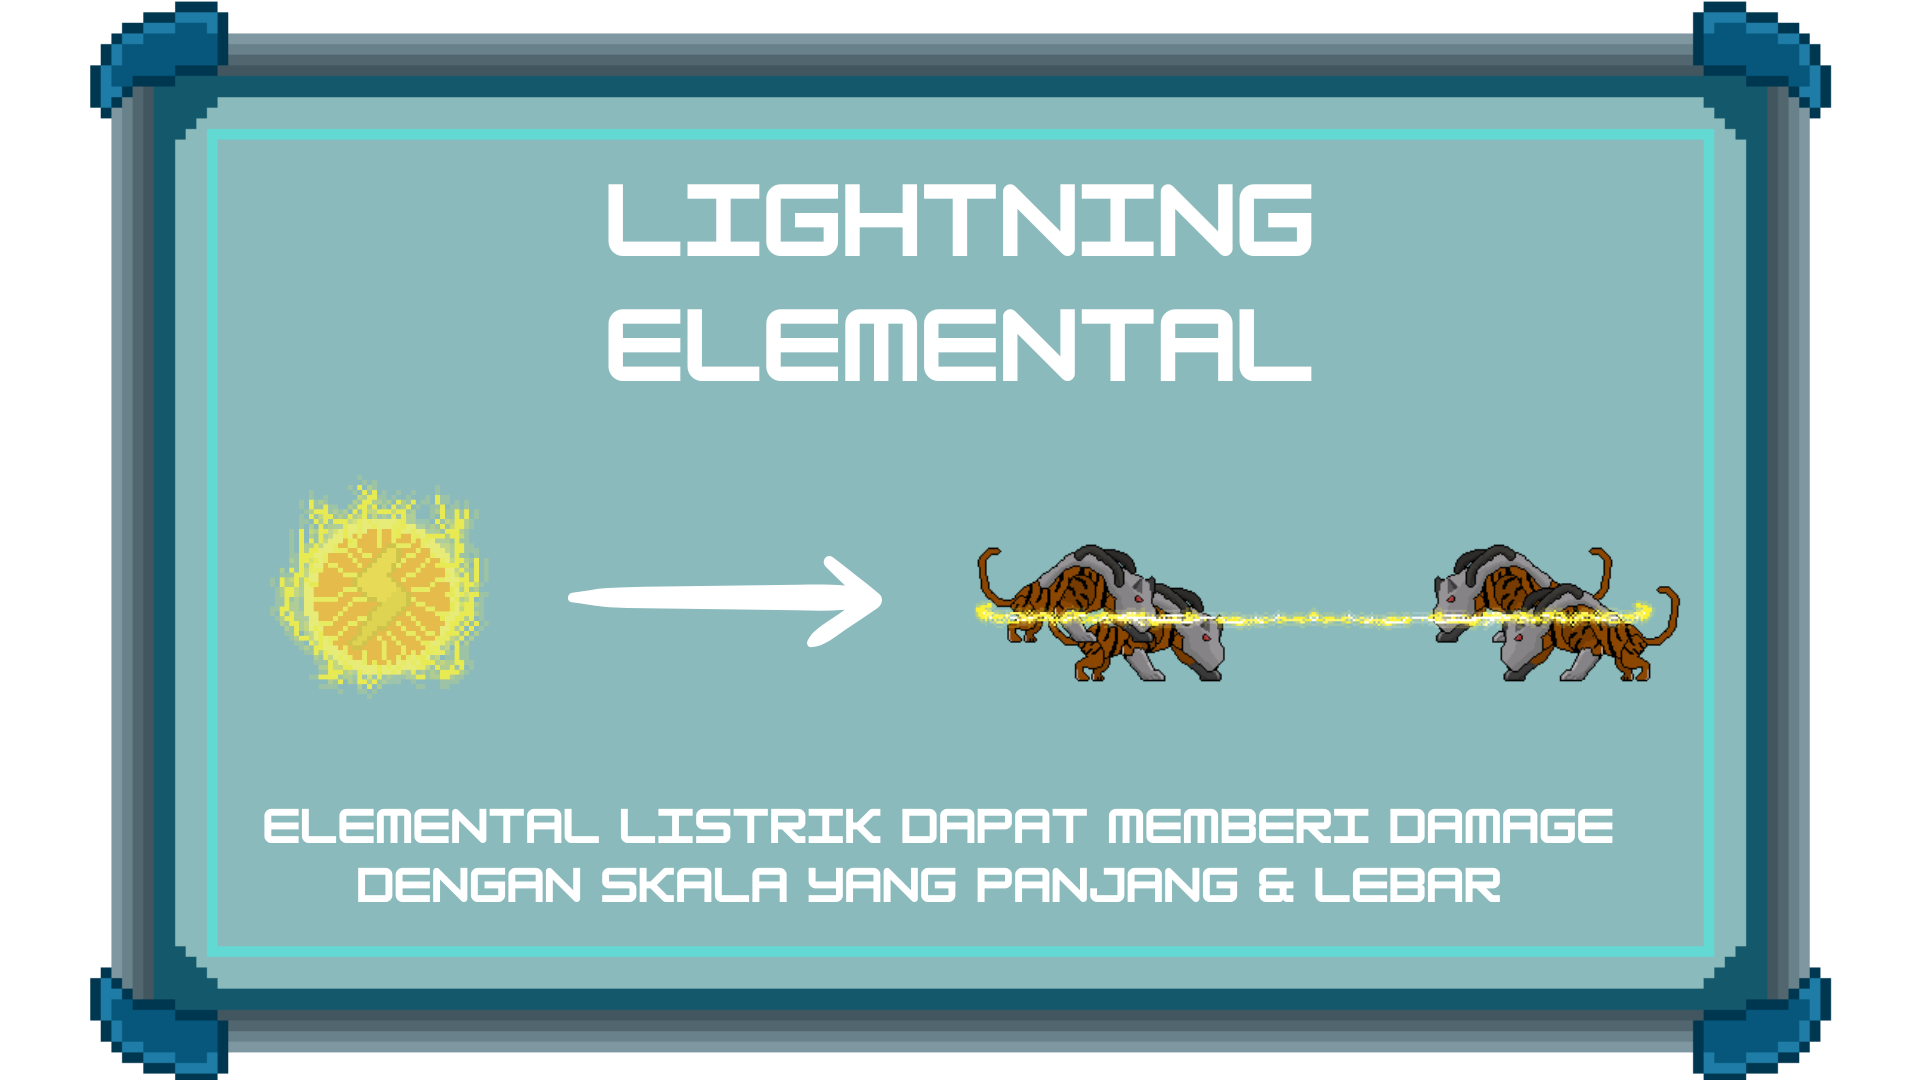 LIGHTNING
ELEMENTAL
ELEMENTAL LISTRIK DAPAT MEMBERI DAMAGE
DENGAN SKALA YANG PANJANG & LEBAR